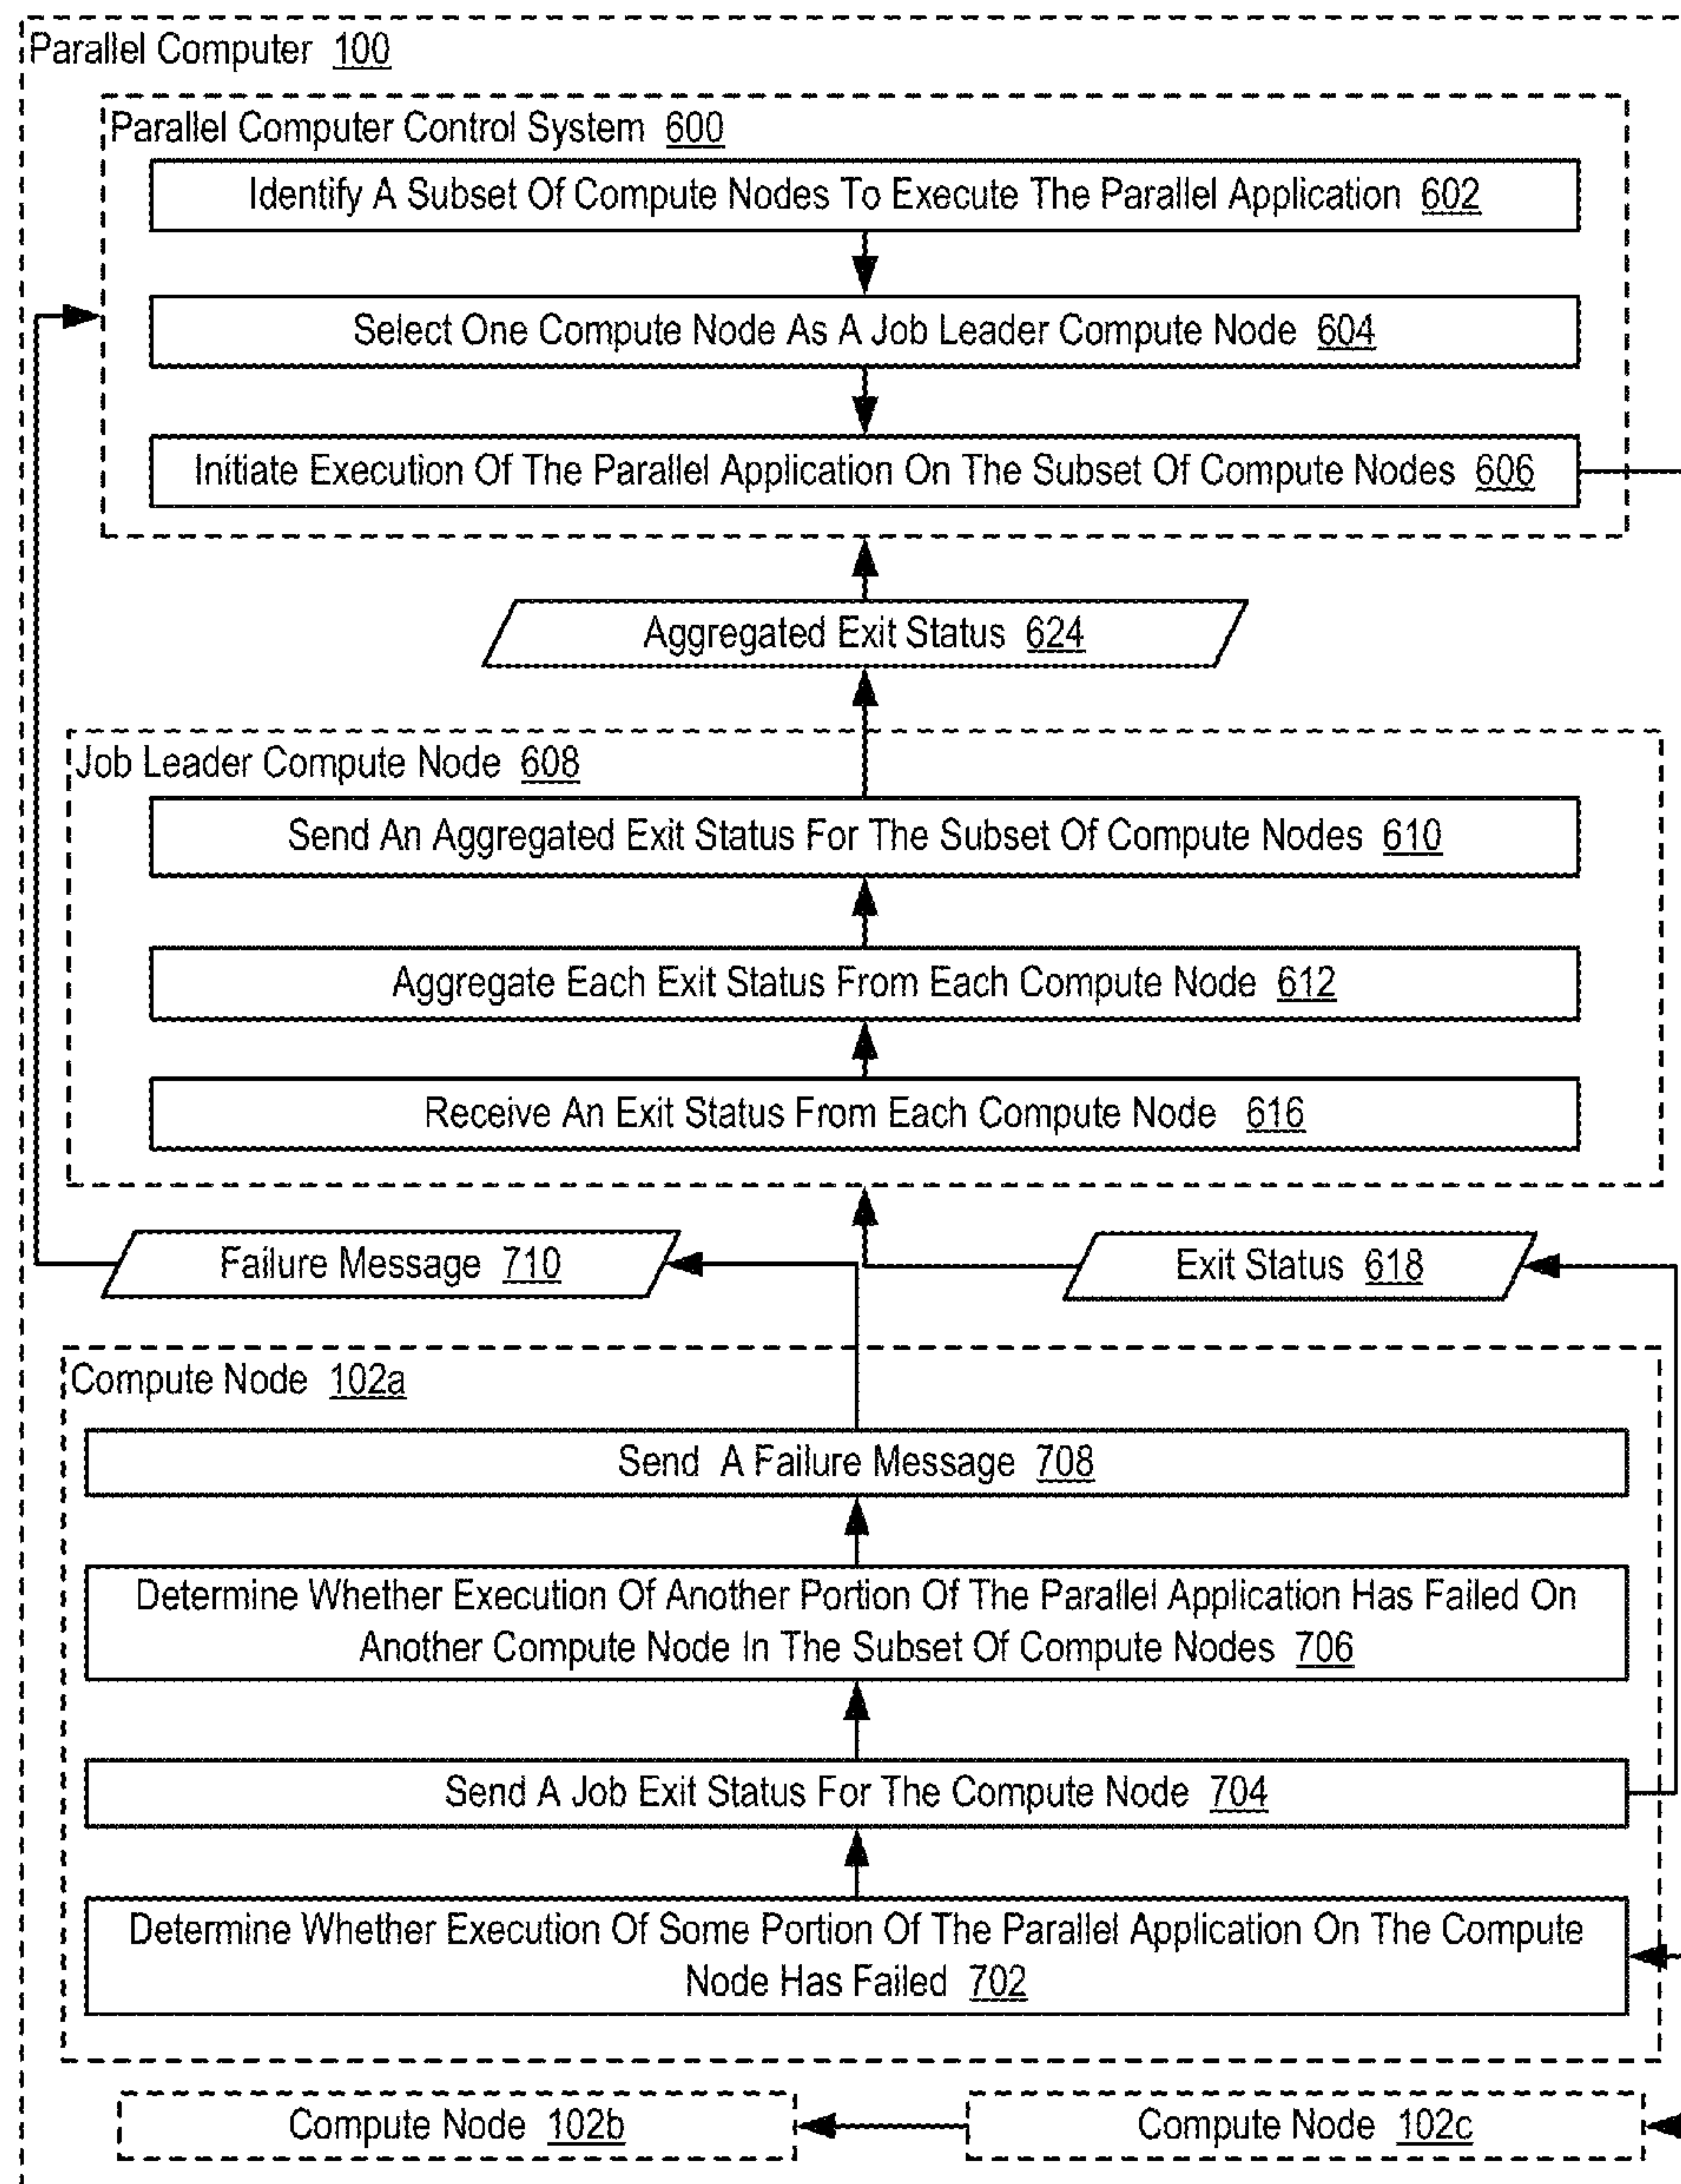 Parallel Computer 100
Parallel Computer Control System 600
Identify A Subset Of Compute Nodes To Execute The Parallel Application 602
Select One Compute Node As A Job Leader Compute Node 604
Initiate Execution Of The Parallel Application On The Subset Of Compute Nodes 606
Aggregated Exit Status 624
Job Leader Compute Node 608
Send An Aggregated Exit Status For The Subset Of Compute Nodes 610
Aggregate Each Exit Status From Each Compute Node 612
Receive An Exit Status From Each Compute Node 616
Failure Message 710
Exit Status 618
Compute Node 102a
Send A Failure Message 708
Determine Whether Execution Of Another Portion Of The Parallel Application Has Failed On
Another Compute Node In The Subset Of Compute Nodes 706
Send A Job Exit Status For The Compute Node 704
Determine Whether Execution Of Some Portion Of The Parallel Application On The Compute
Node Has Failed 702
Compute Node 102b
Compute Node 102c